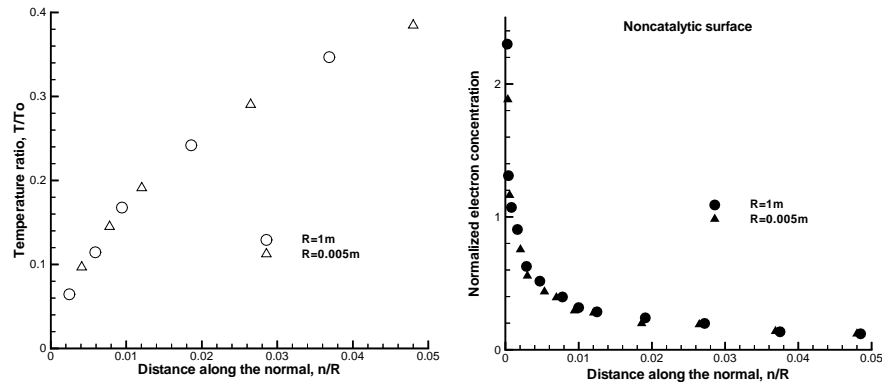 Temperature ratio, T/To
0.4
0.3
0.2
0.1
0
0
0.01
0.02
0.03
0.04
0.05
Distance along the normal, n/R
R=1m
R=0.005m
Noncatalytic surface
Normalized electron concentration
2
1
0
0
0.01
0.02
0.03
0.04
0.05
Distance along the normal, n/R
R=1m
R=0.005m